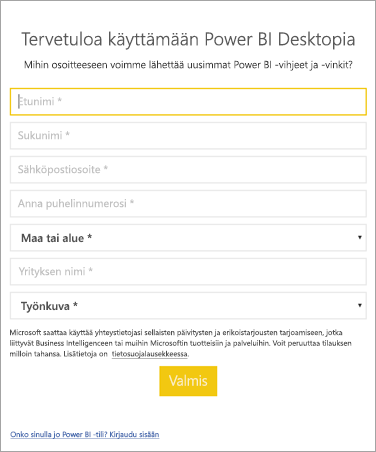 Tervetuloa käyttämään Power BI Desktopia
Mihin osoitteeseen voimme lähettää uusimmat Power BI -vihjeet ja -vinkit?
Etunimi *
Sukunimi *
Sähköpostiosoite *
Anna puhelinnumerosi *
Maa tai alue *
Yrityksen nimi *
Työnkuva *
Microsoft saattaa käyttää yhteystietojasi sellaisten päivitysten ja erikoistarjousten tarjoamiseen, jotka
liittyvät Business Intelligenceen tai muihin Microsoftin tuotteisiin ja palveluihin. Voit peruuttaa tilauksen
milloin tahansa. Lisätietoja on tietosuojalausekkeessa.
Valmis
Onko sinulla jo Power BI -tili? Kirjaudu sisään